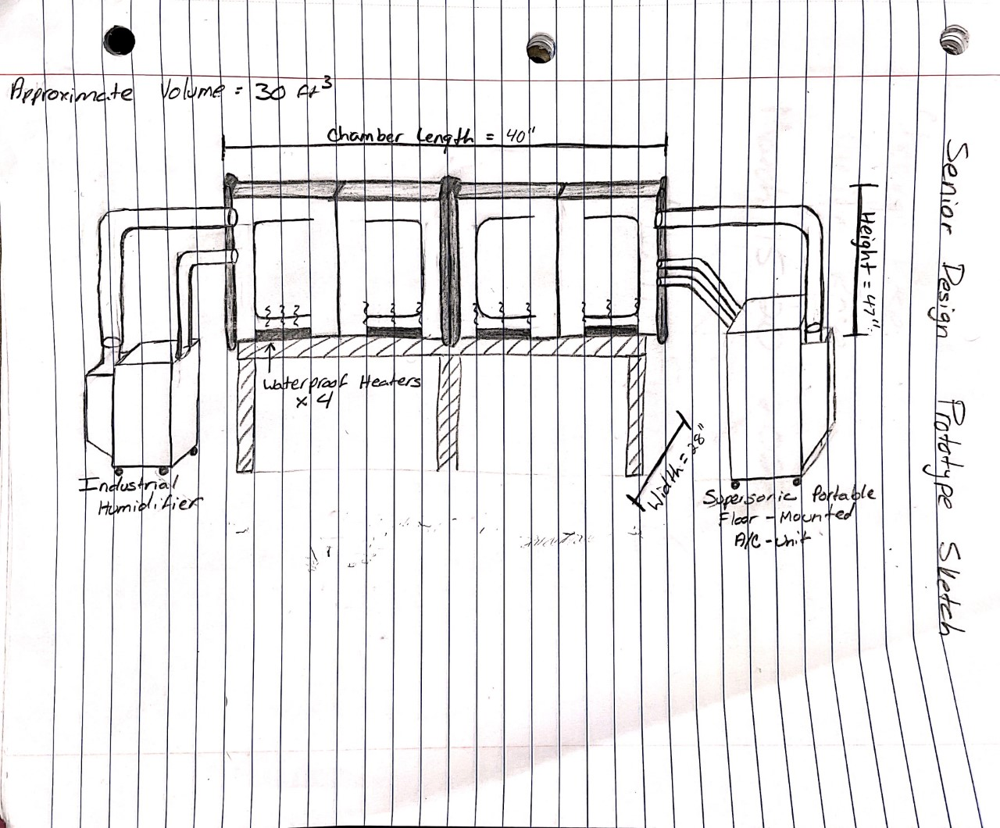 Approximate Volume = 30 ft³
Chamber Length = 40"
Height = 47"
Waterproof Heaters
x 4
Width = 28"
Industrial
Humidifier
Supersonic Portable
Floor - Mounted
A/C - Unit
Senior Design Prototype Sketch